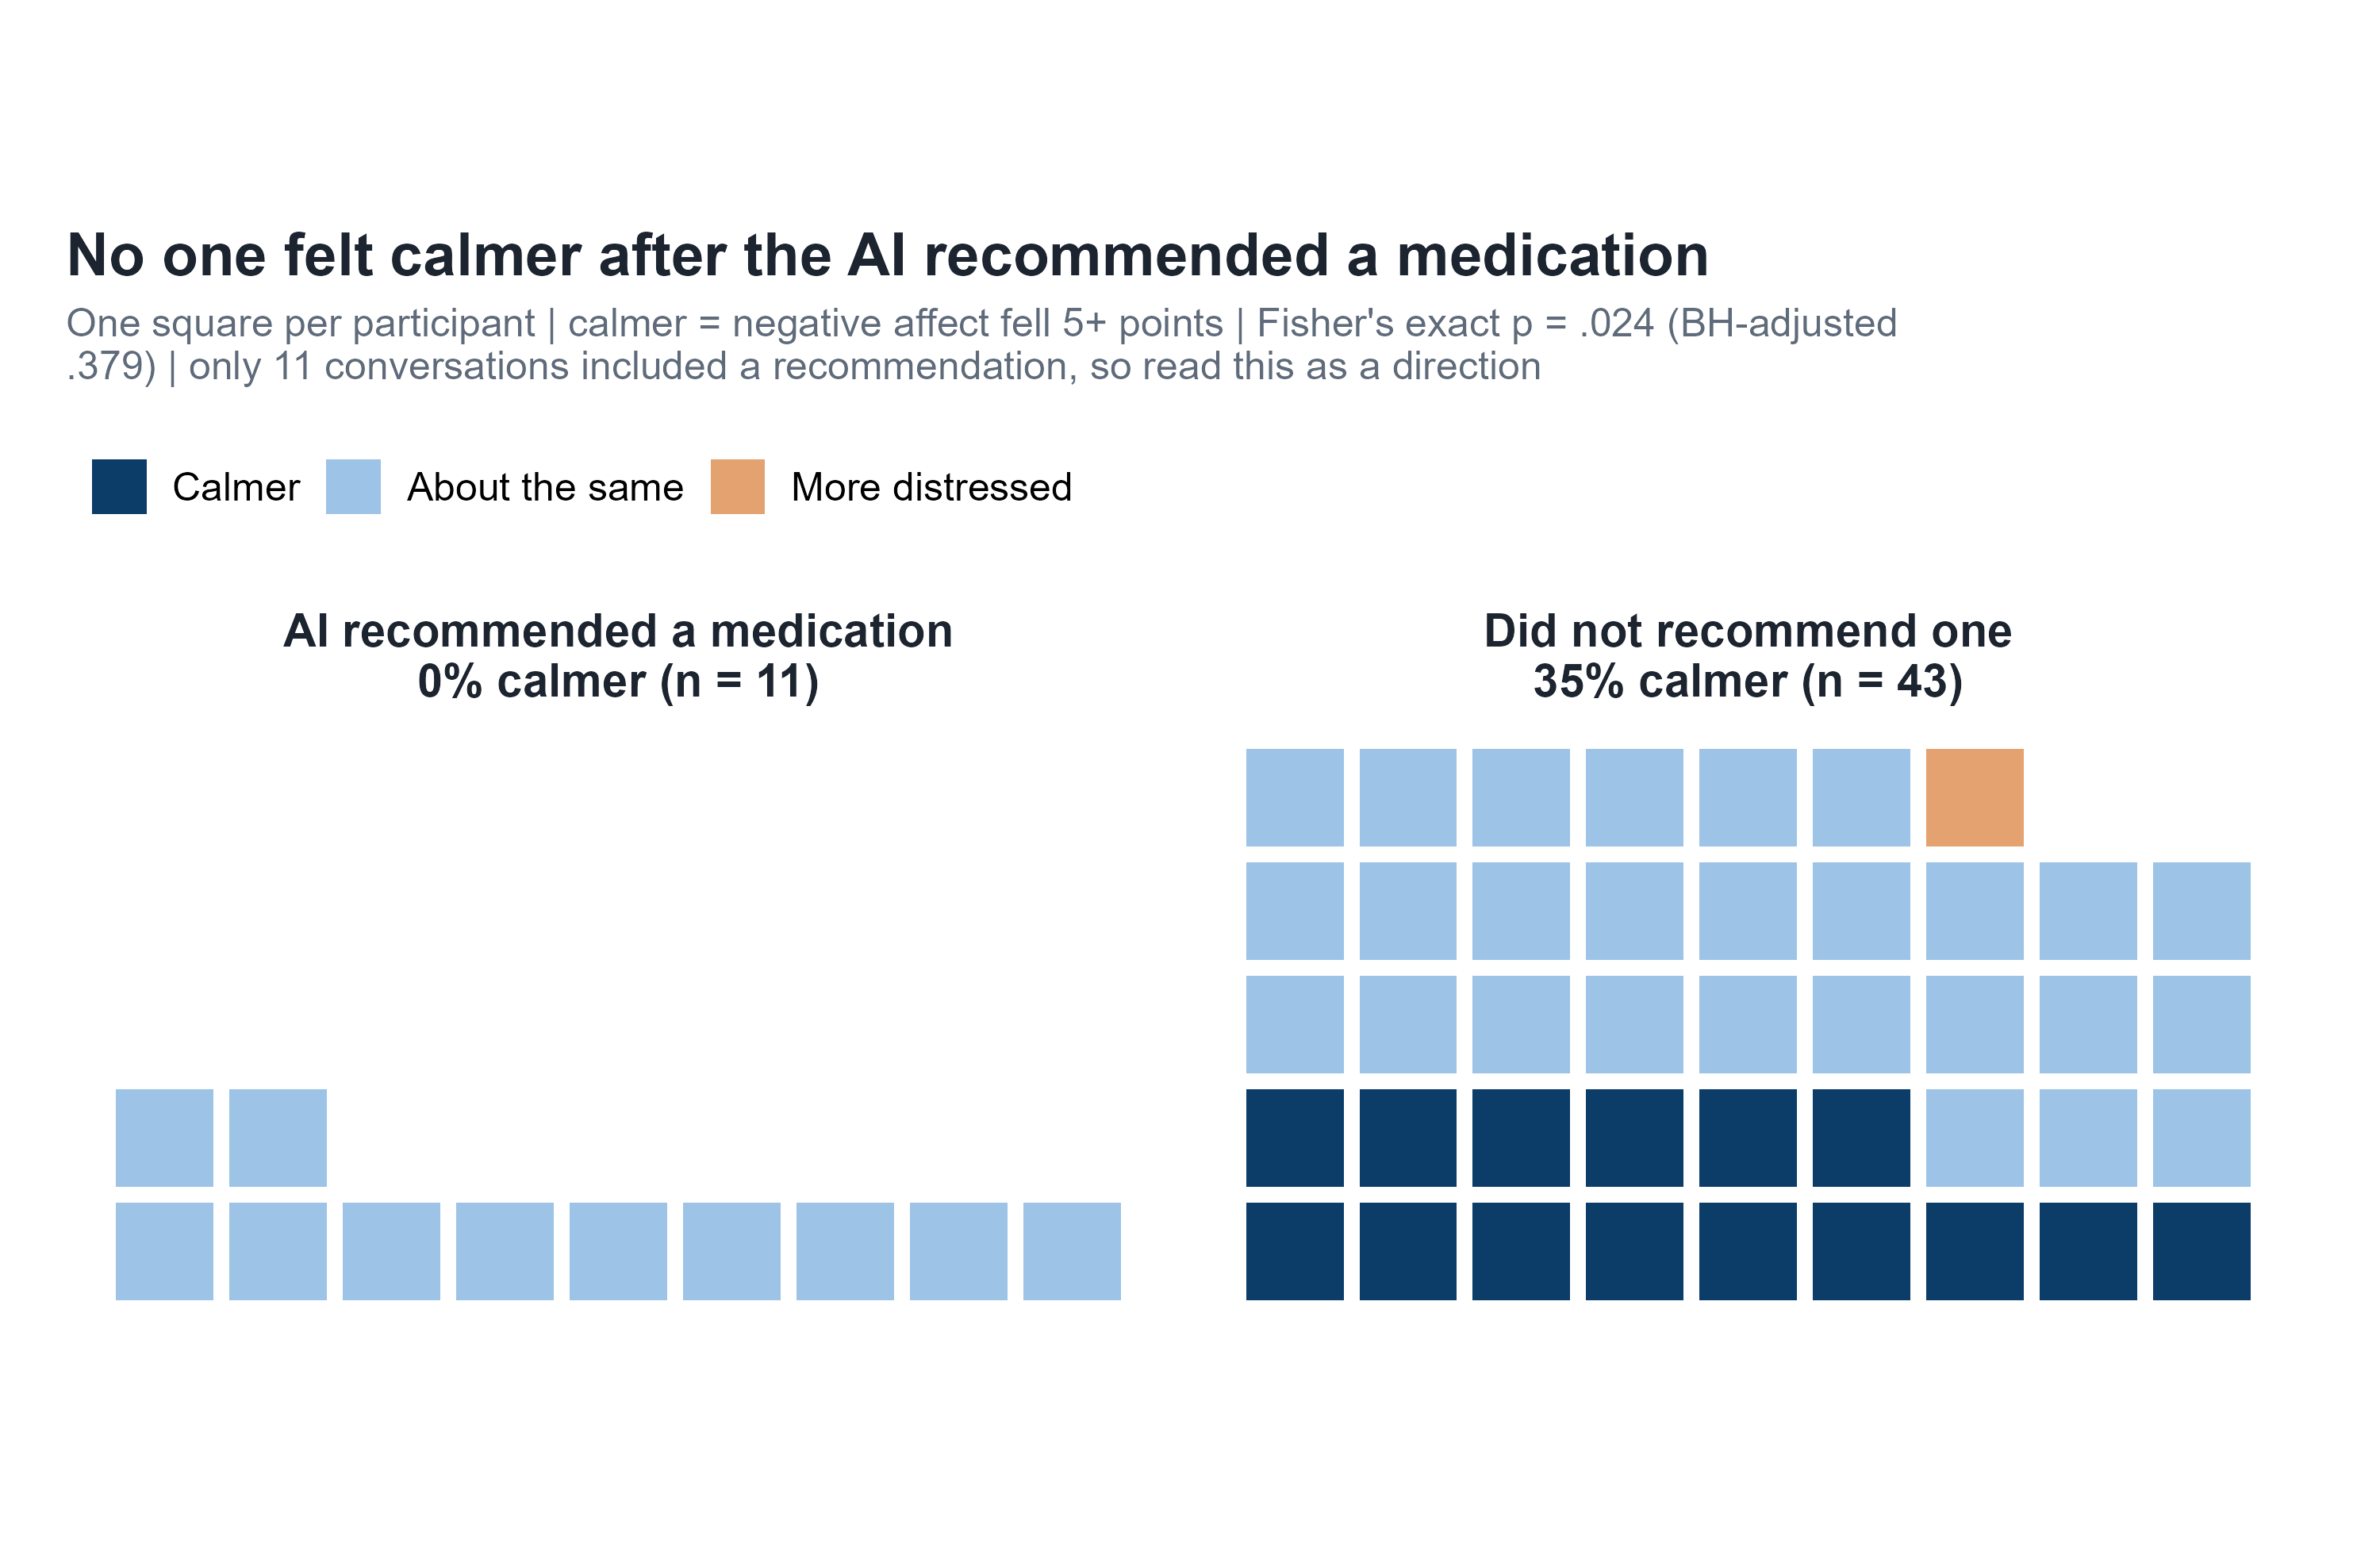 No one felt calmer after the AI recommended a medication
One square per participant | calmer = negative affect fell 5+ points | Fisher's exact p = .024 (BH-adjusted
.379) | only 11 conversations included a recommendation, so read this as a direction
Calmer
About the same
More distressed
AI recommended a medication
0% calmer (n = 11)
Did not recommend one
35% calmer (n = 43)